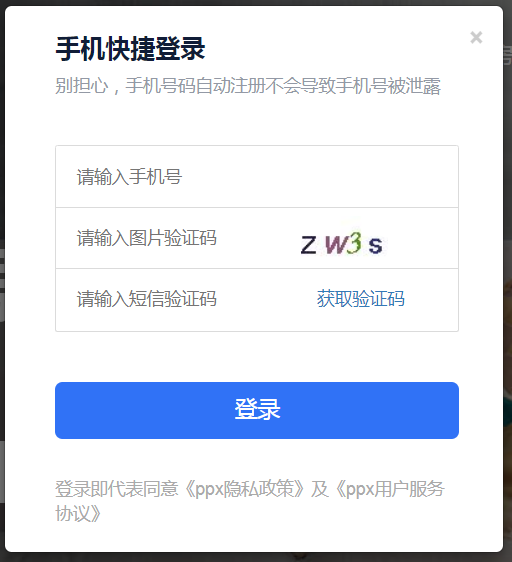 手机快捷登录
×
别担心，手机号码自动注册不会导致手机号被泄露
请输入手机号
请输入图片验证码 Z W3 S
请输入短信验证码 获取验证码
登录
登录即代表同意《ppx隐私政策》及《ppx用户服务
协议》